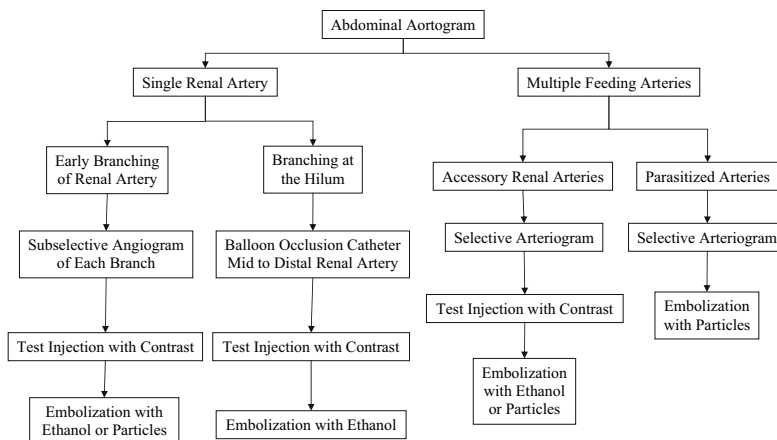 Abdominal Aortogram
Single Renal Artery
Multiple Feeding Arteries
Early Branching
of Renal Artery
Branching at
the Hilum
Accessory Renal Arteries
Parasitized Arteries
Subselective Angiogram
of Each Branch
Balloon Occlusion Catheter
Mid to Distal Renal Artery
Selective Arteriogram
Selective Arteriogram
Test Injection with Contrast
Test Injection with Contrast
Test Injection with Contrast
Embolization
with Particles
Embolization with
Ethanol or Particles
Embolization with Ethanol
Embolization
with Ethanol
or Particles